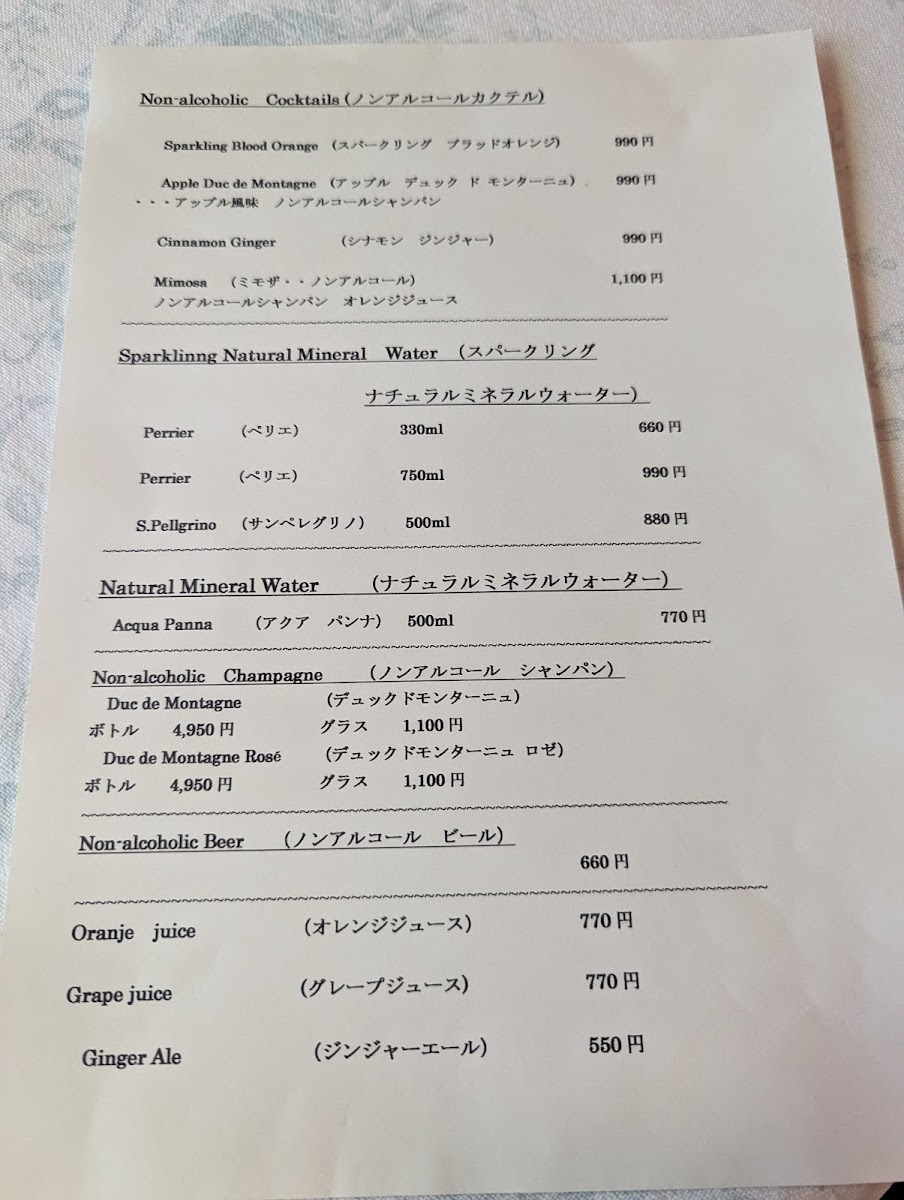 Non-alcoholic Cocktails (ノンアルコールカクテル)
Sparkling Blood Orange (スパークリング ブラッドオレンジ) 990円
Apple Duc de Montagne (アップル デュック ド モンターニュ) 990円
・・・アップル風味 ノンアルコールシャンパン
Cinnamon Ginger (シナモン ジンジャー) 990円
Mimosa (ミモザ・・ノンアルコール) 1,100円
ノンアルコールシャンパン オレンジジュース
Sparklinng Natural Mineral Water (スパークリング
ナチュラルミネラルウォーター)
Perrier (ペリエ) 330ml 660円
Perrier (ペリエ) 750ml 990円
S.Pellgrino (サンペレグリノ) 500ml 880円
Natural Mineral Water (ナチュラルミネラルウォーター)
Acqua Panna (アクア パンナ) 500ml 770円
Non-alcoholic Champagne (ノンアルコール シャンパン)
Duc de Montagne (デュックドモンターニュ)
ボトル 4,950円 グラス 1,100円
Duc de Montagne Rosé (デュックドモンターニュ ロゼ)
ボトル 4,950円 グラス 1,100円
Non-alcoholic Beer (ノンアルコール ビール)
660円
Oranje juice (オレンジジュース) 770円
Grape juice (グレープジュース) 770円
Ginger Ale (ジンジャーエール) 550円